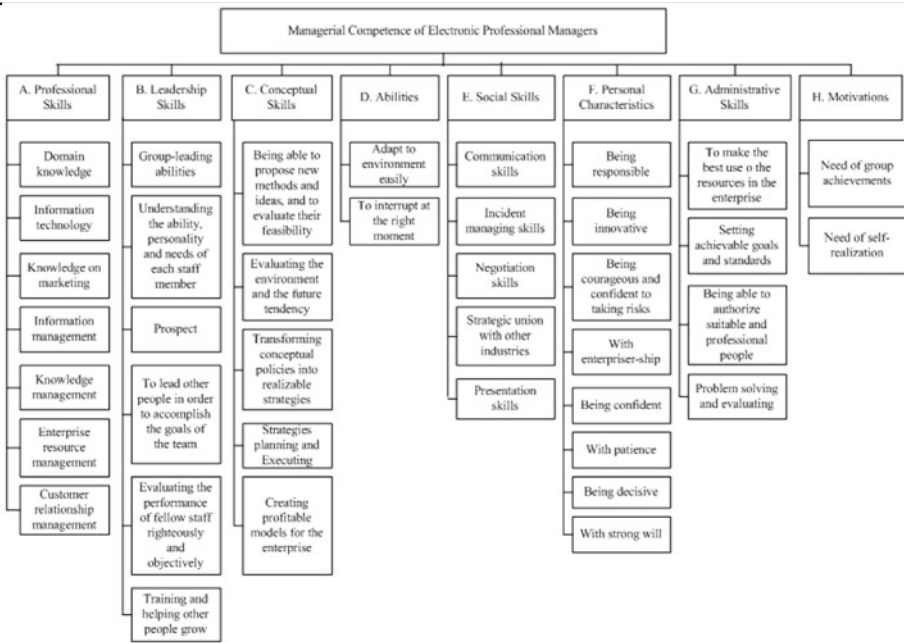 Managerial Competence of Electronic Professional Managers
A. Professional
Skills
Domain
knowledge
Information
technology
Knowledge on
marketing
Information
management
Knowledge
management
Enterprise
resource
management
Customer
relationship
management
B. Leadership
Skills
Group-leading
abilities
Understanding
the ability,
personality
and needs of
each staff
member
Prospect
To lead other
people in order
to accomplish
the goals of
the team
Evaluating the
performance
of fellow staff
righteously
and
objectively
Training and
helping other
people grow
C. Conceptual
Skills
Being able to
propose new
methods and
ideas, and to
evaluate their
feasibility
Evaluating the
environment
and the future
tendency
Transforming
conceptual
policies into
realizable
strategies
Strategies
planning and
Executing
Creating
profitable
models for the
enterprise
D. Abilities
Adapt to
environment
easily
To interrupt at
the right
moment
E. Social Skills
Communication
skills
Incident
managing skills
Negotiation
skills
Strategic union
with other
industries
Presentation
skills
F. Personal
Characteristics
Being
responsible
Being
innovative
Being
courageous and
confident to
taking risks
With
enterpriser-ship
Being confident
With patience
Being decisive
With strong will
G. Administrative
Skills
To make the
best use o the
resources in the
enterprise
Setting
achievable goals
and standards
Being able to
authorize
suitable and
professional
people
Problem solving
and evaluating
H. Motivations
Need of group
achievements
Need of self-
realization